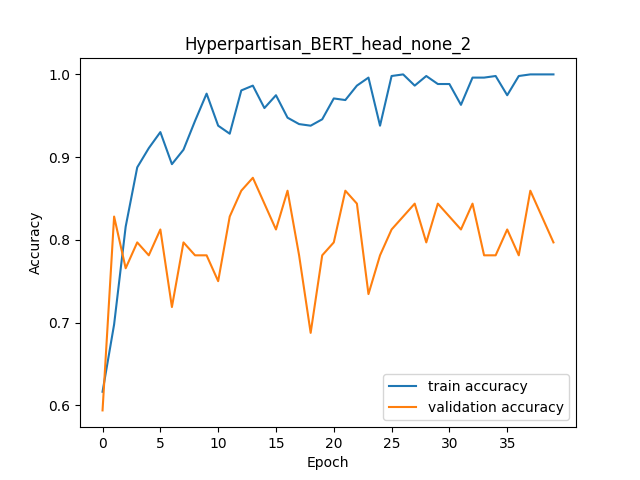 Hyperpartisan_BERT_head_none_2
1.0
0.9
0.8
0.7
0.6
Accuracy
0 5 10 15 20 25 30 35
Epoch
train accuracy
validation accuracy